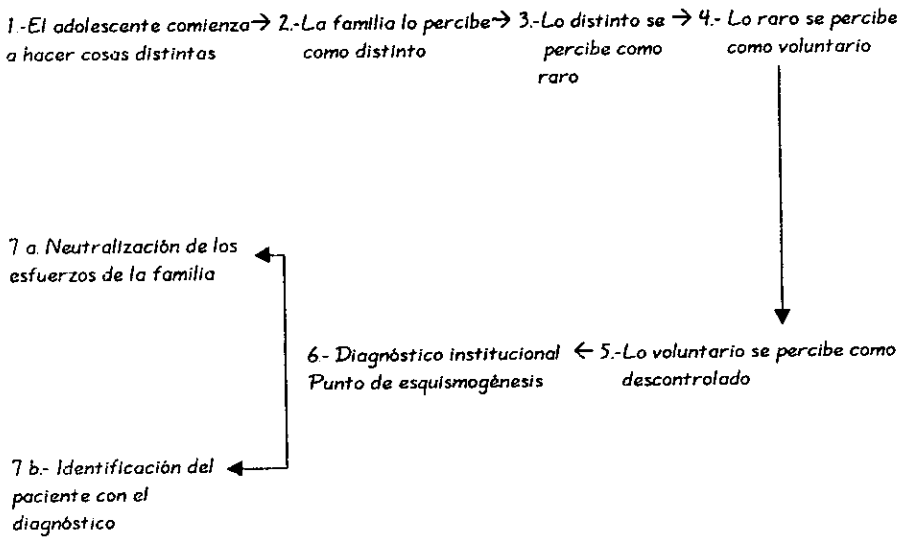 1.-El adolescente comienza→ 2.-La familia lo percibe→ 3.-Lo distinto se → 4.- Lo raro se percibe
a hacer cosas distintas como distinto percibe como como voluntario
raro
7 a. Neutralización de los
esfuerzos de la familia
6.- Diagnóstico institucional ← 5.-Lo voluntario se percibe como
Punto de esquismogénesis descontrolado
7 b.- Identificación del
paciente con el
diagnóstico